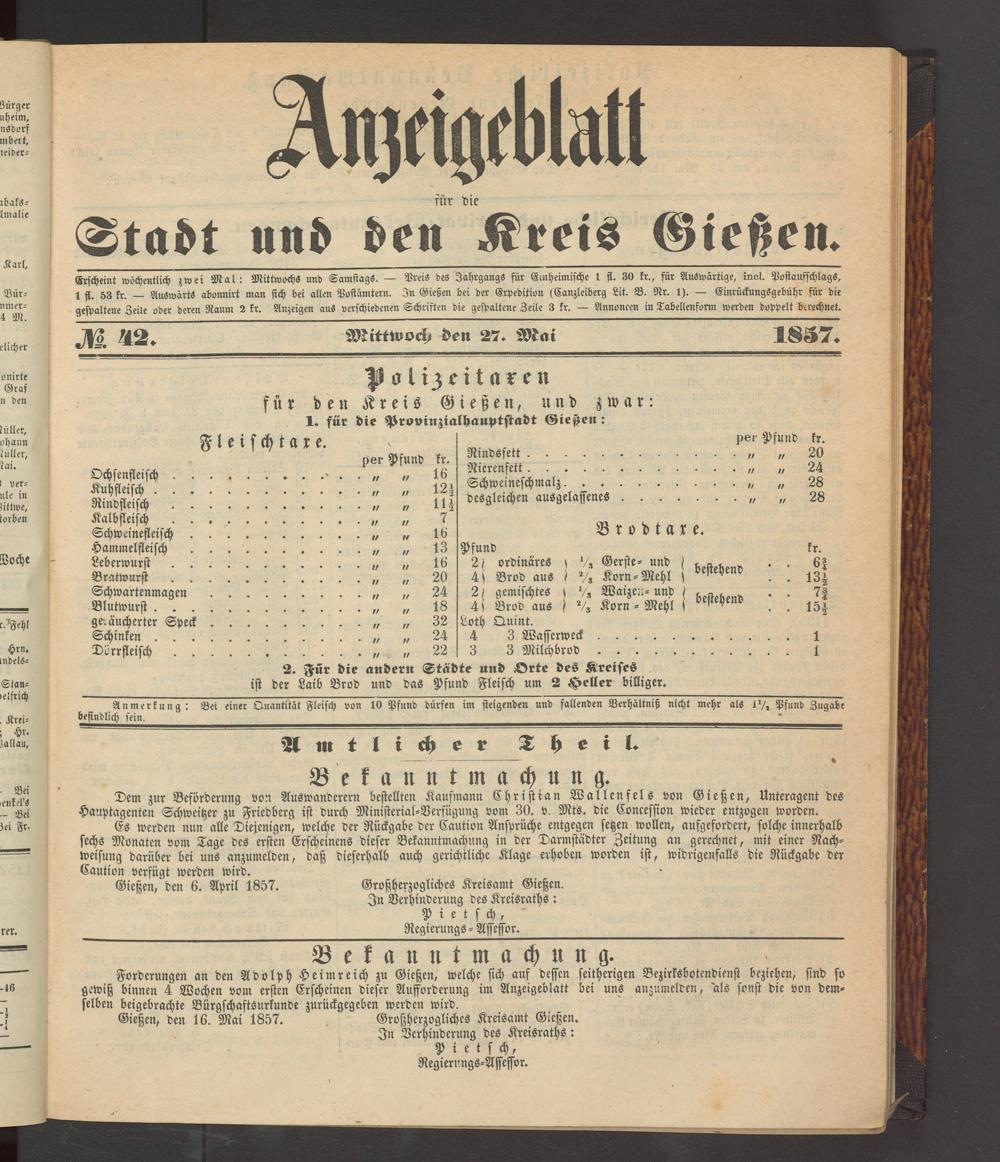 Anzeigeblatt
für die
Stadt und den Kreis Gießen.
Erscheint wöchentlich zwei Mal: Mittwochs und Samstags. — Preis des Jahrgangs für Einheimische 1 fl. 30 kr., für Auswärtige, incl. Postaufschlags,
1 fl. 53 kr. — Auswärts abonnirt man sich bei allen Postämtern. In Gießen bei der Expedition (Canzleiberg Lit. B. Nr. 1). — Einrückungsgebühr für die
gespaltene Zeile oder deren Raum 2 kr. Anzeigen aus verschiedenen Schriften die gespaltene Zeile 3 kr. — Annoncen in Tabellenform werden doppelt berechnet.
No. 42. Mittwoch den 27. Mai 1857.
Polizeitaxen
für den Kreis Gießen, und zwar:
1. für die Provinzialhauptstadt Gießen:
Fleischtaxe.
per Pfund kr.
Ochsenfleisch . . . . . . . . . . . „ „ 16
Kuhfleisch . . . . . . . . . . . „ „ 12½
Rindfleisch . . . . . . . . . . . „ „ 11½
Kalbfleisch . . . . . . . . . . . „ „ 7
Schweinefleisch . . . . . . . . . . „ „ 16
Hammelfleisch . . . . . . . . . . „ „ 13
Leberwurst . . . . . . . . . . . „ „ 16
Bratwurst . . . . . . . . . . . „ „ 20
Schwartenmagen . . . . . . . . . „ „ 24
Blutwurst . . . . . . . . . . . „ „ 18
geräucherter Speck . . . . . . . . „ „ 32
Schinken . . . . . . . . . . . „ „ 24
Dörrfleisch . . . . . . . . . . . „ „ 22
per Pfund kr.
Rindsfett . . . . . . . . . . . „ „ 20
Nierenfett . . . . . . . . . . . „ „ 24
Schweineschmalz . . . . . . . . . „ „ 28
desgleichen ausgelassenes . . . . . . „ „ 28
Brodtaxe.
Pfund kr.
2 } ordinäres { 1/3 Gerste- und } bestehend . . 6¾
4 } Brod aus { 2/3 Korn-Mehl } . . 13½
2 } gemischtes { 1/3 Waizen- und } bestehend . . 7¾
4 } Brod aus { 2/3 Korn-Mehl } . . 15½
Loth Quint.
4 3 Wasserweck . . . . . . . . . . 1
3 3 Milchbrod . . . . . . . . . . 1
2. Für die andern Städte und Orte des Kreises
ist der Laib Brod und das Pfund Fleisch um 2 Heller billiger.
Anmerkung: Bei einer Quantität Fleisch von 10 Pfund dürfen im steigenden und fallenden Verhältniß nicht mehr als 1½ Pfund Zugabe
befindlich sein.
Amtlicher Theil.
Bekanntmachung.
Dem zur Beförderung von Auswanderern bestellten Kaufmann Christian Wallenfels von Gießen, Unteragent des
Hauptagenten Schweitzer zu Friedberg ist durch Ministerial-Verfügung vom 30. v. Mts. die Concession wieder entzogen worden.
Es werden nun alle Diejenigen, welche der Rückgabe der Caution Ansprüche entgegen setzen wollen, aufgefordert, solche innerhalb
sechs Monaten vom Tage des ersten Erscheinens dieser Bekanntmachung in der Darmstädter Zeitung an gerechnet, mit einer Nach-
weisung darüber bei uns anzumelden, daß dieserhalb auch gerichtliche Klage erhoben worden ist, widrigenfalls die Rückgabe der
Caution verfügt werden wird.
Gießen, den 6. April 1857. Großherzogliches Kreisamt Gießen.
In Verhinderung des Kreisraths:
Pietsch,
Regierungs-Assessor.
Bekanntmachung.
Forderungen an den Adolph Heimreich zu Gießen, welche sich auf dessen seitherigen Bezirksbotendienst beziehen, sind so
gewiß binnen 4 Wochen vom ersten Erscheinen dieser Aufforderung im Anzeigeblatt bei uns anzumelden, als sonst die von dem-
selben beigebrachte Bürgschaftsurkunde zurückgegeben werden wird.
Gießen, den 16. Mai 1857. Großherzogliches Kreisamt Gießen.
In Verhinderung des Kreisraths:
Pietsch,
Regierungs-Assessor.